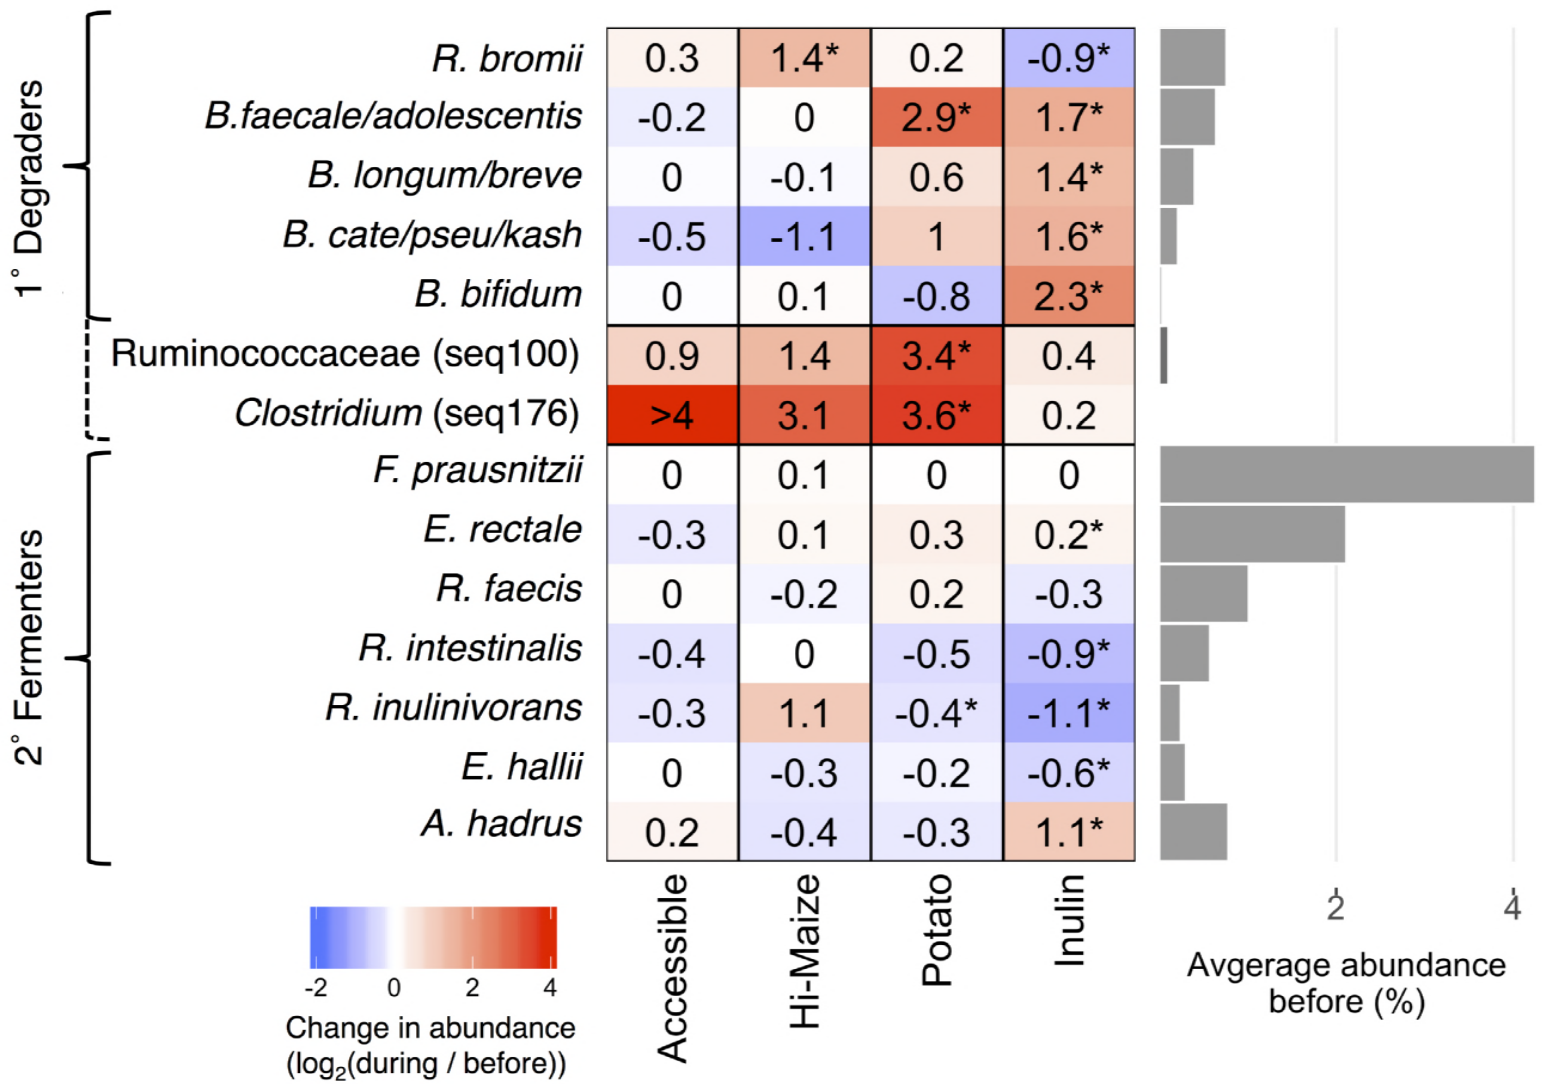 1° Degraders
R. bromii 0.3 1.4* 0.2 -0.9*
B.faecale/adolescentis -0.2 0 2.9* 1.7*
B. longum/breve 0 -0.1 0.6 1.4*
B. cate/pseu/kash -0.5 -1.1 1 1.6*
B. bifidum 0 0.1 -0.8 2.3*
Ruminococcaceae (seq100) 0.9 1.4 3.4* 0.4
Clostridium (seq176) >4 3.1 3.6* 0.2
2° Fermenters
F. prausnitzii 0 0.1 0 0
E. rectale -0.3 0.1 0.3 0.2*
R. faecis 0 -0.2 0.2 -0.3
R. intestinalis -0.4 0 -0.5 -0.9*
R. inulinivorans -0.3 1.1 -0.4* -1.1*
E. hallii 0 -0.3 -0.2 -0.6*
A. hadrus 0.2 -0.4 -0.3 1.1*
Accessible
Hi-Maize
Potato
Inulin
2 4
Avgerage abundance
before (%)
-2 0 2 4
Change in abundance
(log2(during / before))